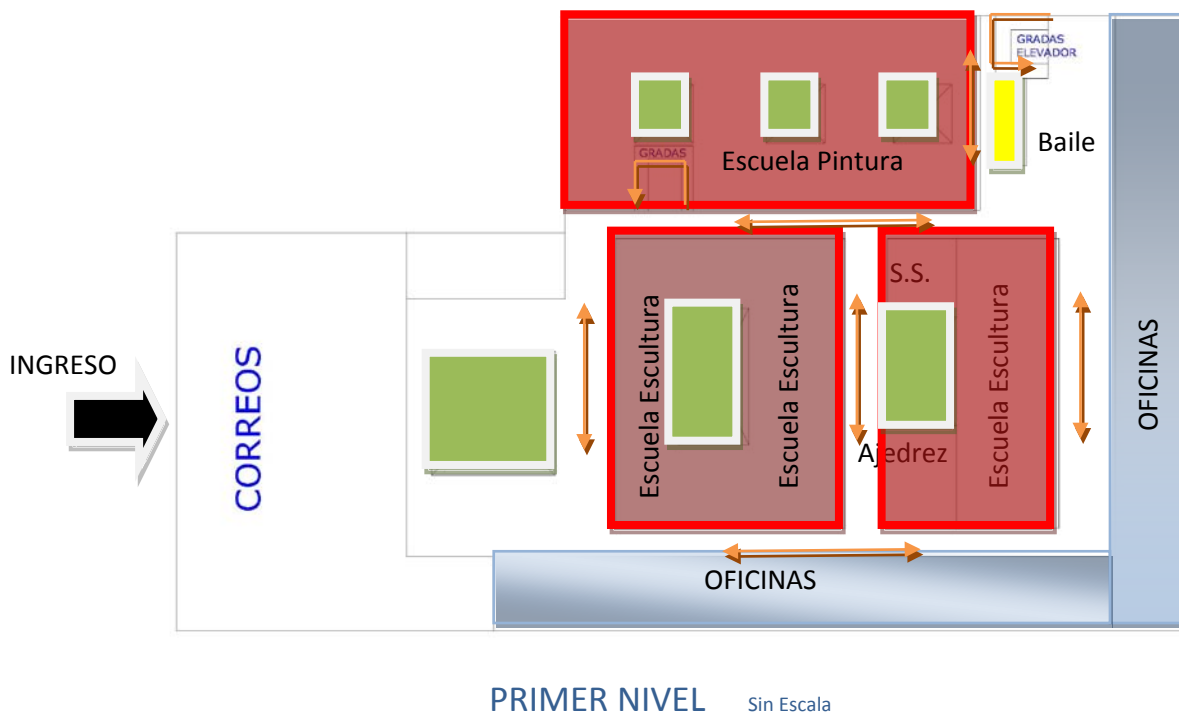 GRADAS
ELEVADOR
Baile
GRADAS
Escuela Pintura
S.S.
INGRESO
CORREOS
Escuela Escultura
Escuela Escultura
Ajedrez
Escuela Escultura
OFICINAS
OFICINAS
PRIMER NIVEL Sin Escala